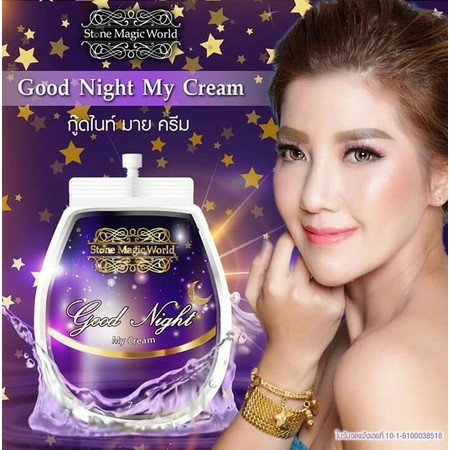 Stone Magic World
Good Night My Cream
กู๊ดไนท์ มาย ครีม
Stone Magic World
Good Night
My Cream
ใบรับจดแจ้งเลขที่.10-1-6100038518